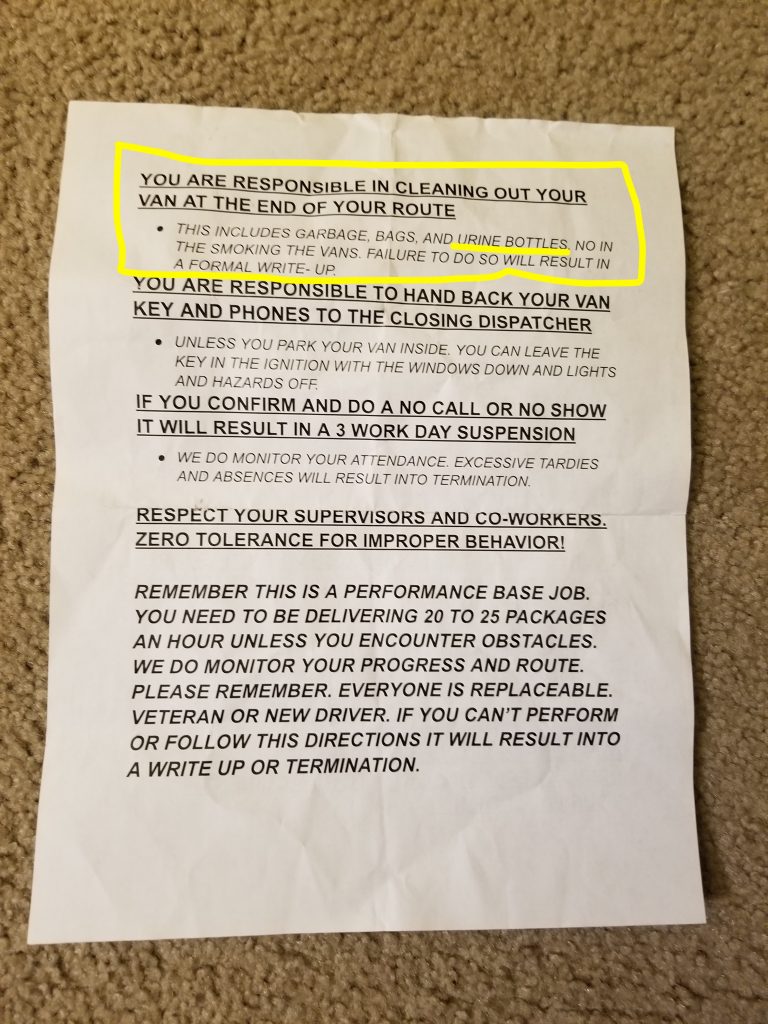 YOU ARE RESPONSIBLE IN CLEANING OUT YOUR
VAN AT THE END OF YOUR ROUTE
• THIS INCLUDES GARBAGE, BAGS, AND URINE BOTTLES, NO IN
THE SMOKING THE VANS. FAILURE TO DO SO WILL RESULT IN
A FORMAL WRITE- UP.
YOU ARE RESPONSIBLE TO HAND BACK YOUR VAN
KEY AND PHONES TO THE CLOSING DISPATCHER
• UNLESS YOU PARK YOUR VAN INSIDE. YOU CAN LEAVE THE
KEY IN THE IGNITION WITH THE WINDOWS DOWN AND LIGHTS
AND HAZARDS OFF.
IF YOU CONFIRM AND DO A NO CALL OR NO SHOW
IT WILL RESULT IN A 3 WORK DAY SUSPENSION
• WE DO MONITOR YOUR ATTENDANCE. EXCESSIVE TARDIES
AND ABSENCES WILL RESULT INTO TERMINATION.
RESPECT YOUR SUPERVISORS AND CO-WORKERS.
ZERO TOLERANCE FOR IMPROPER BEHAVIOR!
REMEMBER THIS IS A PERFORMANCE BASE JOB.
YOU NEED TO BE DELIVERING 20 TO 25 PACKAGES
AN HOUR UNLESS YOU ENCOUNTER OBSTACLES.
WE DO MONITOR YOUR PROGRESS AND ROUTE.
PLEASE REMEMBER. EVERYONE IS REPLACEABLE.
VETERAN OR NEW DRIVER. IF YOU CAN'T PERFORM
OR FOLLOW THIS DIRECTIONS IT WILL RESULT INTO
A WRITE UP OR TERMINATION.